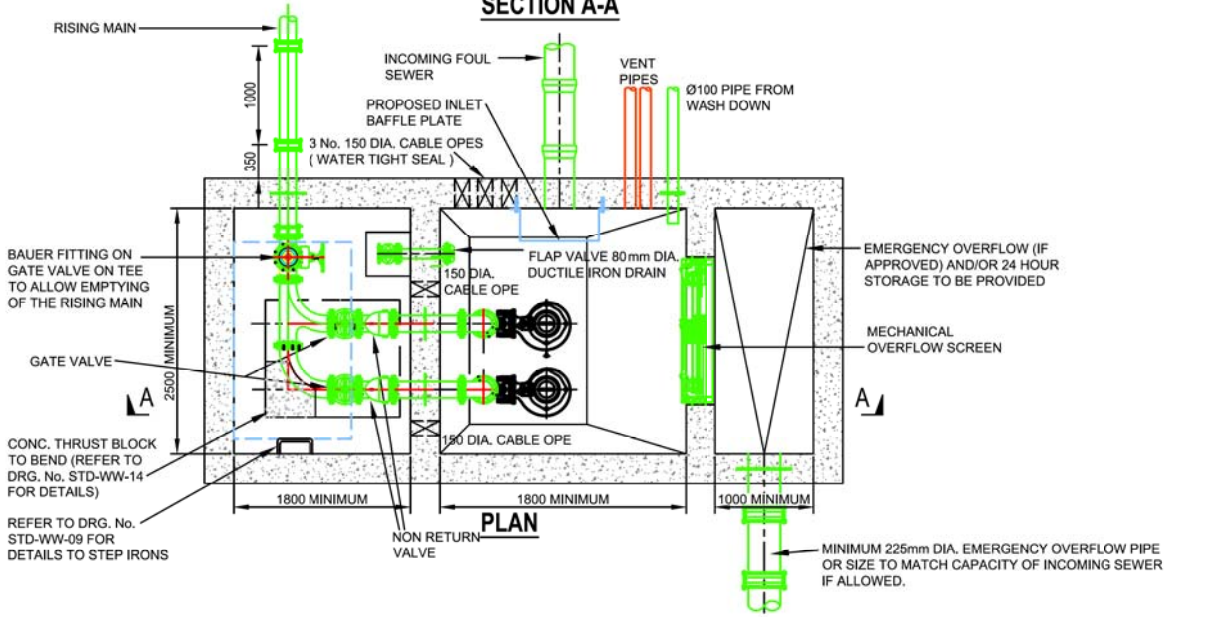 SECTION A-A
RISING MAIN
1000
350
INCOMING FOUL
SEWER
PROPOSED INLET
BAFFLE PLATE
3 No. 150 DIA. CABLE OPES
( WATER TIGHT SEAL )
VENT
PIPES
Ø100 PIPE FROM
WASH DOWN
BAUER FITTING ON
GATE VALVE ON TEE
TO ALLOW EMPTYING
OF THE RISING MAIN
2500 MINIMUM
FLAP VALVE 80mm DIA.
DUCTILE IRON DRAIN
150 DIA.
CABLE OPE
EMERGENCY OVERFLOW (IF
APPROVED) AND/OR 24 HOUR
STORAGE TO BE PROVIDED
MECHANICAL
OVERFLOW SCREEN
GATE VALVE
A
A
CONC. THRUST BLOCK
TO BEND (REFER TO
DRG. No. STD-WW-14
FOR DETAILS)
150 DIA. CABLE OPE
REFER TO DRG. No.
STD-WW-09 FOR
DETAILS TO STEP IRONS
1800 MINIMUM
1800 MINIMUM
1000 MINIMUM
NON RETURN
VALVE
PLAN
MINIMUM 225mm DIA. EMERGENCY OVERFLOW PIPE
OR SIZE TO MATCH CAPACITY OF INCOMING SEWER
IF ALLOWED.